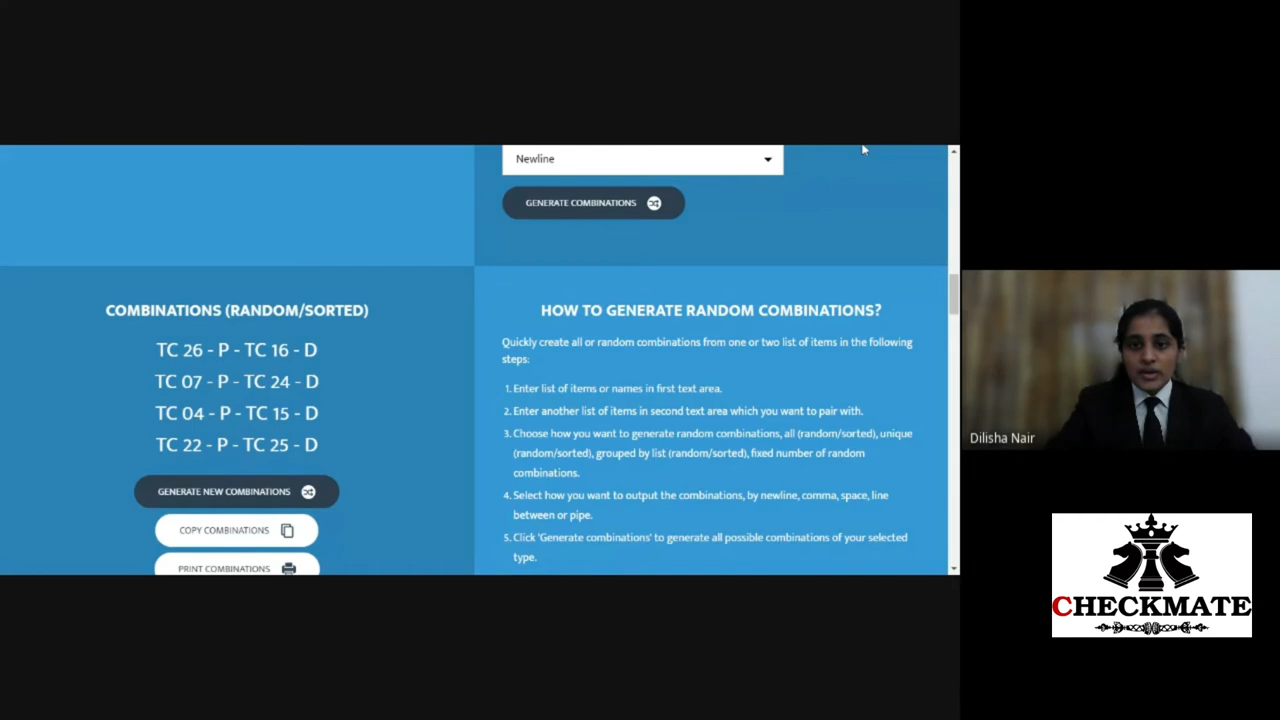 Newline
GENERATE COMBINATIONS
COMBINATIONS (RANDOM/SORTED)
TC 26 - P - TC 16 - D
TC 07 - P - TC 24 - D
TC 04 - P - TC 15 - D
TC 22 - P - TC 25 - D
GENERATE NEW COMBINATIONS
COPY COMBINATIONS
PRINT COMBINATIONS
HOW TO GENERATE RANDOM COMBINATIONS?
Quickly create all or random combinations from one or two list of items in the following
steps:
1. Enter list of items or names in first text area.
2. Enter another list of items in second text area which you want to pair with.
3. Choose how you want to generate random combinations, all (random/sorted), unique
(random/sorted), grouped by list (random/sorted), fixed number of random
combinations.
4. Select how you want to output the combinations, by newline, comma, space, line
between or pipe.
5. Click 'Generate combinations' to generate all possible combinations of your selected
type.
Dilisha Nair
CHECKMATE